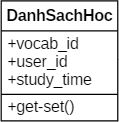 DanhSachHoc
+vocab_id
+user_id
+study_time
+get-set()